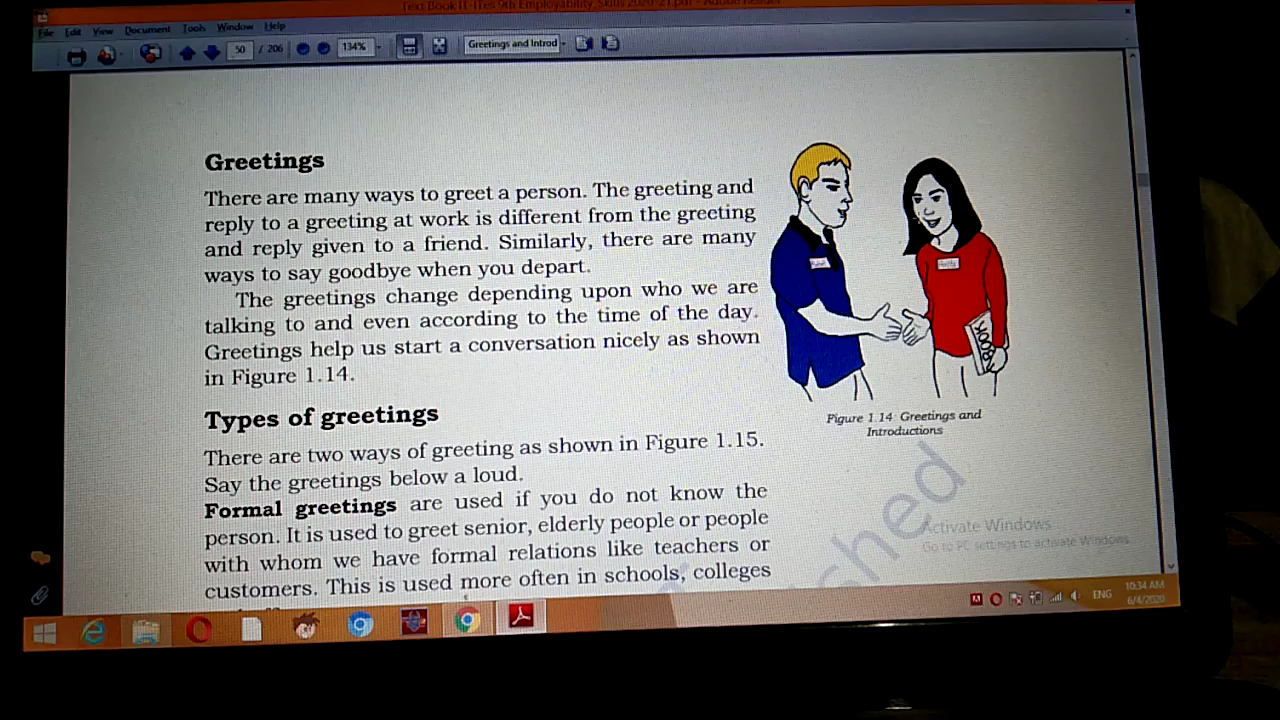 File Edit View Document Tools Window Help
50 / 206 134% Greetings and Introd
Greetings
There are many ways to greet a person. The greeting and
reply to a greeting at work is different from the greeting
and reply given to a friend. Similarly, there are many
ways to say goodbye when you depart.
The greetings change depending upon who we are
talking to and even according to the time of the day.
Greetings help us start a conversation nicely as shown
in Figure 1.14.
BOOK
Figure 1.14: Greetings and
Introductions
Types of greetings
There are two ways of greeting as shown in Figure 1.15.
Say the greetings below a loud.
Formal greetings are used if you do not know the
person. It is used to greet senior, elderly people or people
with whom we have formal relations like teachers or
customers. This is used more often in schools, colleges
shed
Activate Windows
Go to PC settings to activate Windows.
ENG
10:34 AM
6/4/2020